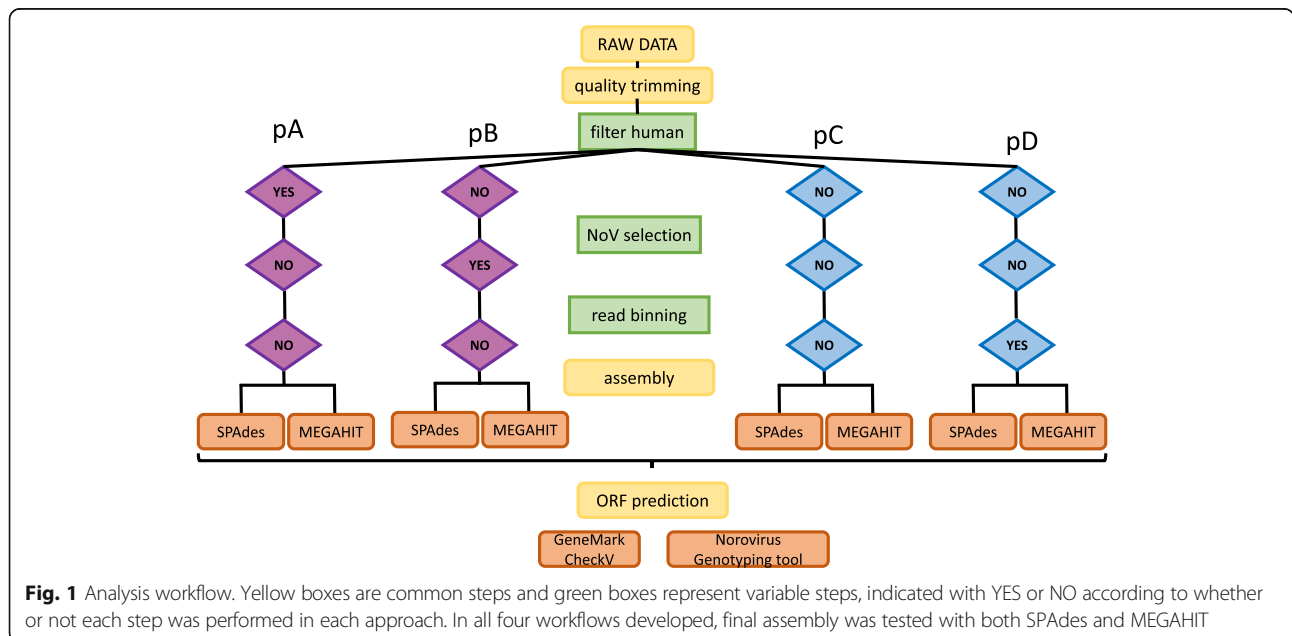 RAW DATA
quality trimming
filter human
pA
pB
pC
pD
YES
NO
NO
NO
NoV selection
NO
YES
NO
NO
read binning
NO
NO
NO
YES
assembly
SPAdes
MEGAHIT
SPAdes
MEGAHIT
SPAdes
MEGAHIT
SPAdes
MEGAHIT
ORF prediction
GeneMark
CheckV
Norovirus
Genotyping tool
Fig. 1 Analysis workflow. Yellow boxes are common steps and green boxes represent variable steps, indicated with YES or NO according to whether
or not each step was performed in each approach. In all four workflows developed, final assembly was tested with both SPAdes and MEGAHIT